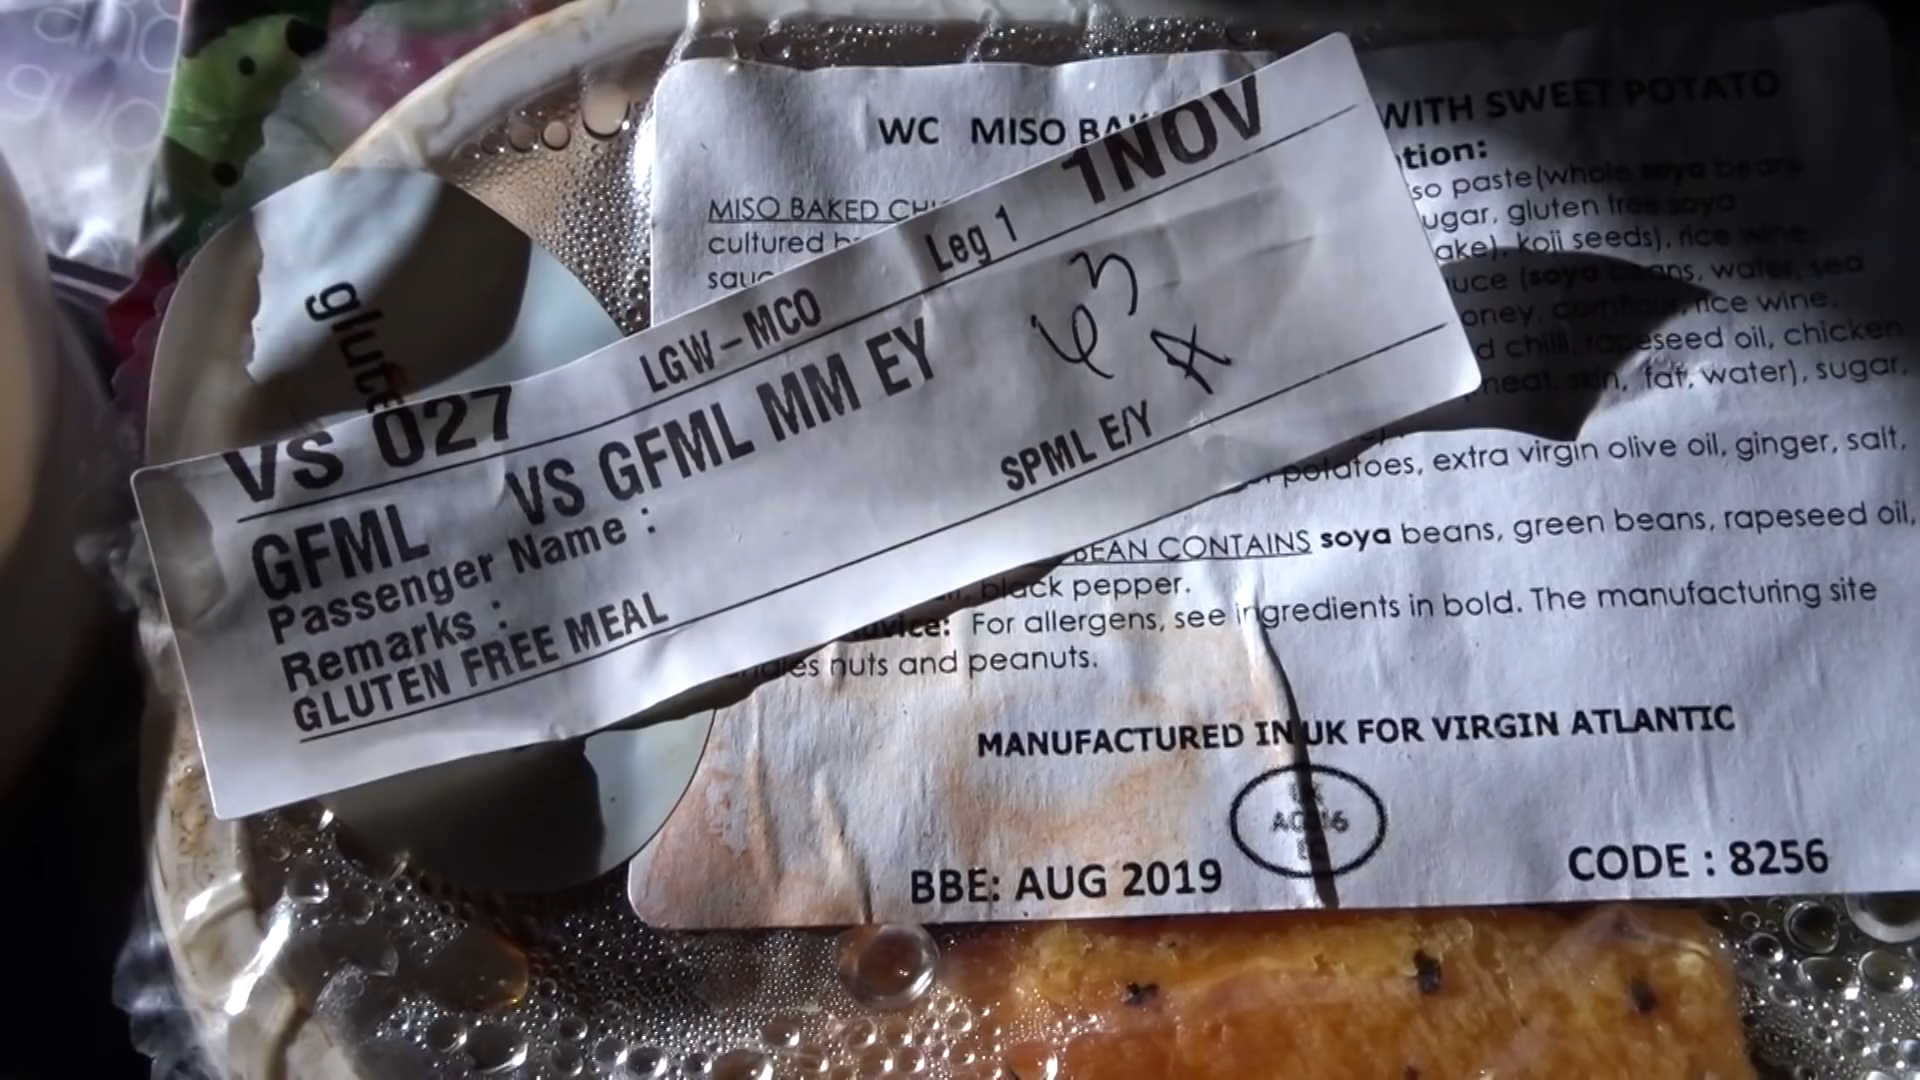 glute
VS 027
LGW-MCO
Leg 1
1NOV
GFML
VS GFML MM EY
63
A
Passenger Name :
Remarks :
SPML E/Y
GLUTEN FREE MEAL
WC MISO
WITH SWEET POTATO
MISO BAKED
so paste(whole soya beans
cultured
ugar, gluten free soya
ake), koji seeds), rice wine,
uce (soya beans, water, sea
oney, cornflour, rice wine,
d chilli, rapeseed oil, chicken
skin, fat, water), sugar,
potatoes, extra virgin olive oil, ginger, salt,
BEAN CONTAINS soya beans, green beans, rapeseed oil,
black pepper.
For allergens, see ingredients in bold. The manufacturing site
nuts and peanuts.
MANUFACTURED IN UK FOR VIRGIN ATLANTIC
BBE: AUG 2019
CODE : 8256